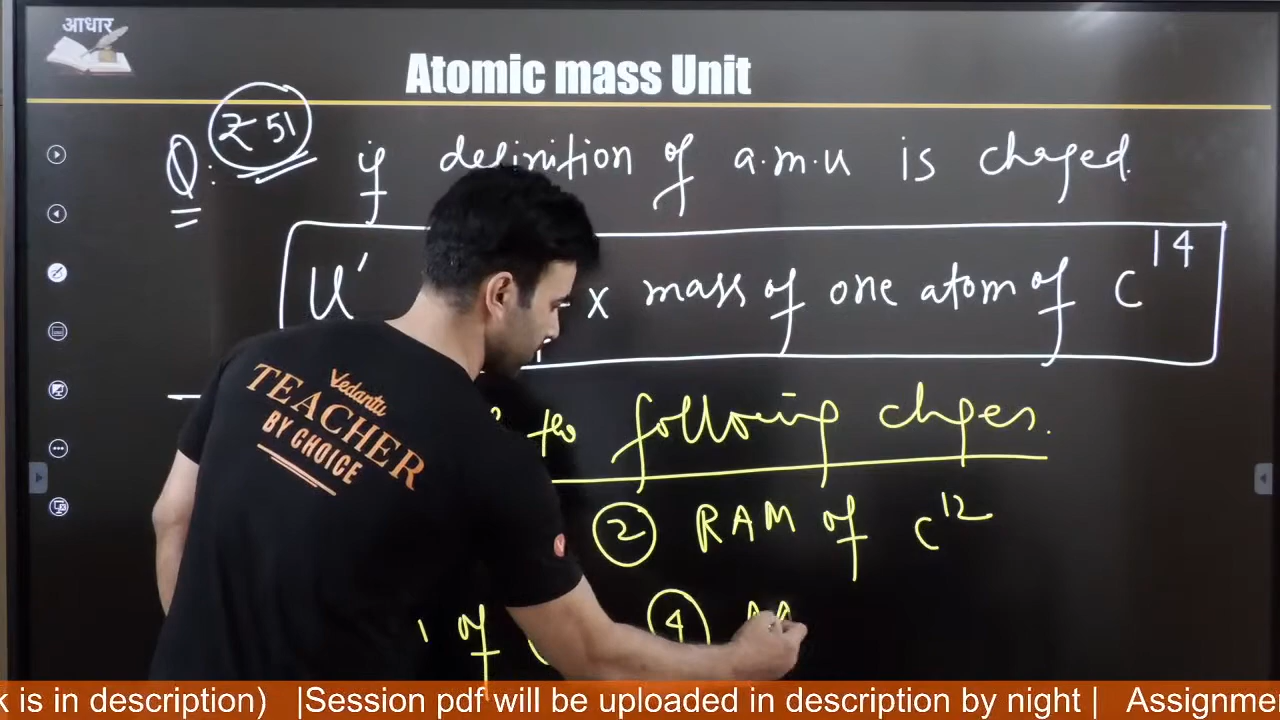 आधार
Atomic mass Unit
Q: ₹51 if definition of a.m.u is chaged.
U' x mass of one atom of C14
the following chges.
② RAM of C12
of ④
Vedantu
TEACHER
BY CHOICE
k is in description) |Session pdf will be uploaded in description by night | Assignme